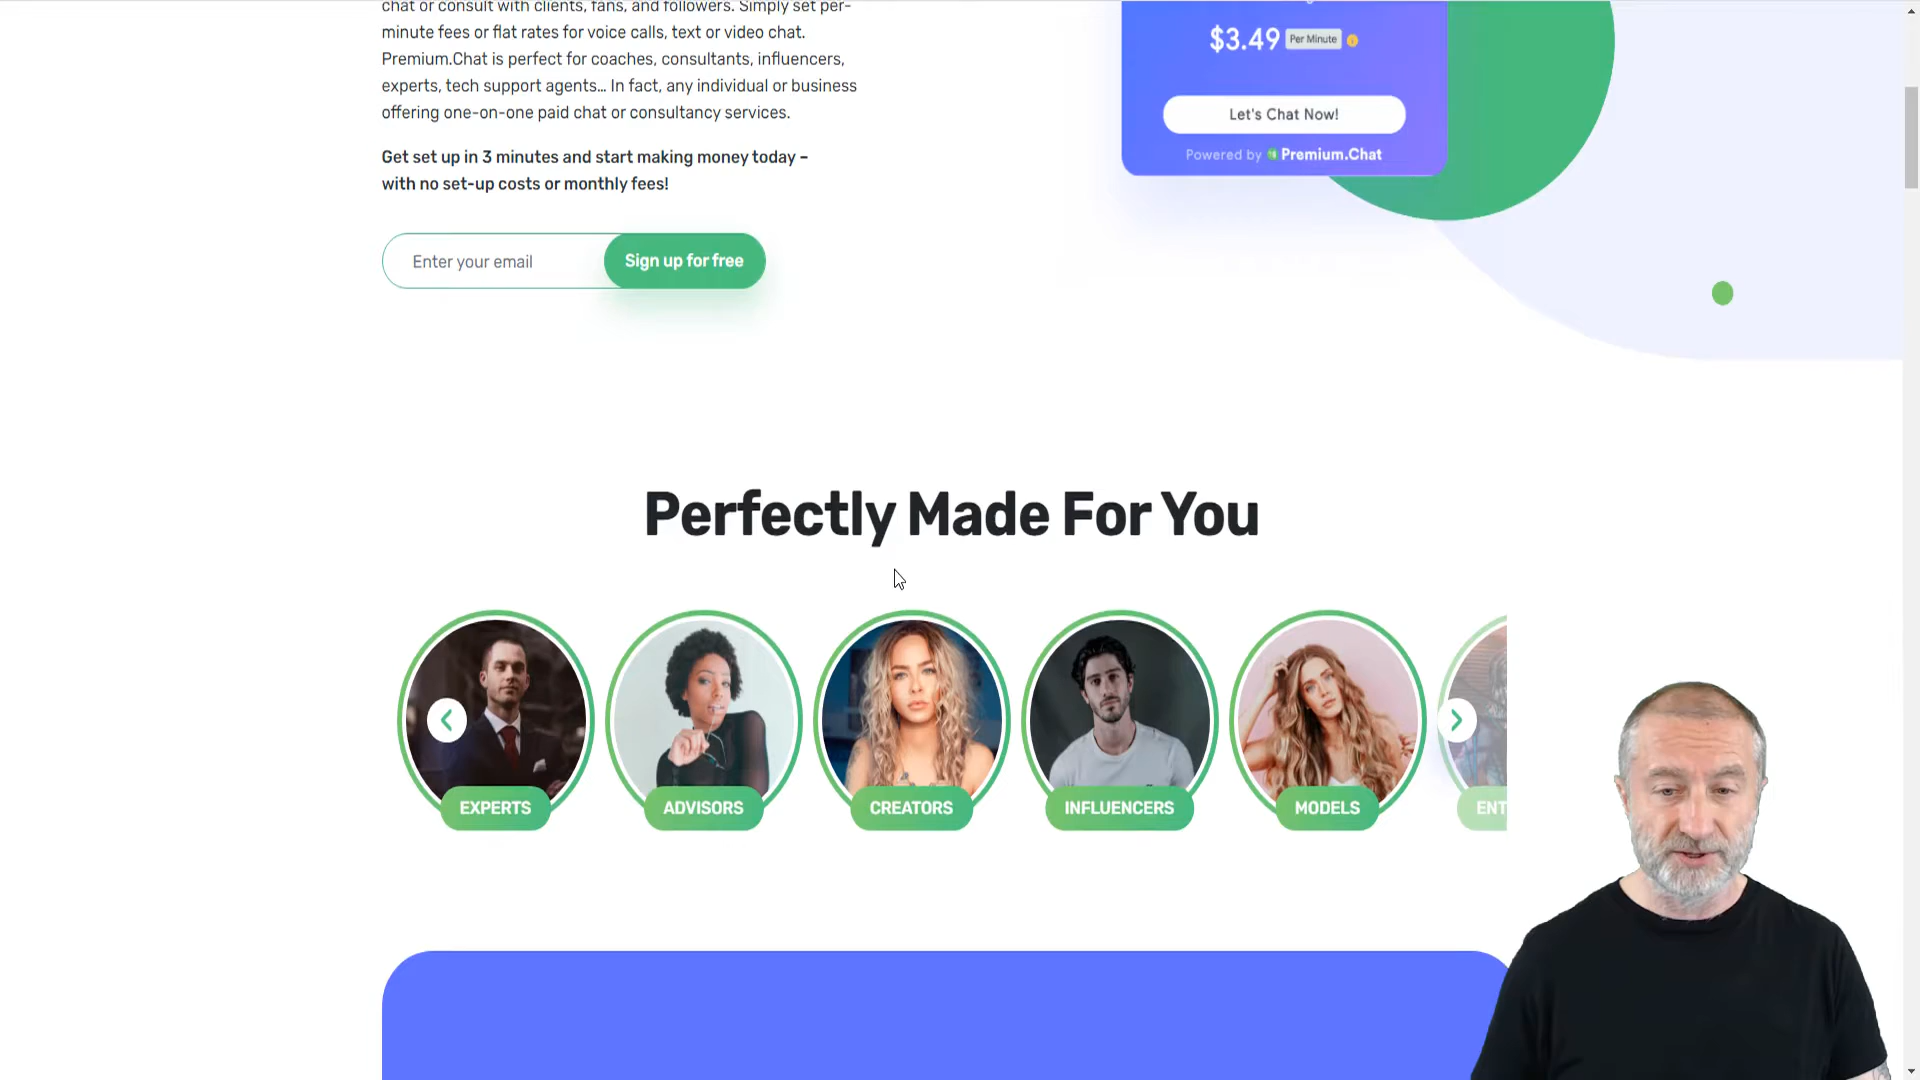 chat or consult with clients, fans, and followers. Simply set per-
minute fees or flat rates for voice calls, text or video chat.
Premium.Chat is perfect for coaches, consultants, influencers,
experts, tech support agents... In fact, any individual or business
offering one-on-one paid chat or consultancy services.
Get set up in 3 minutes and start making money today –
with no set-up costs or monthly fees!
Enter your email
Sign up for free
$3.49 Per Minute
Let's Chat Now!
Powered by Premium.Chat
Perfectly Made For You
EXPERTS
ADVISORS
CREATORS
INFLUENCERS
MODELS